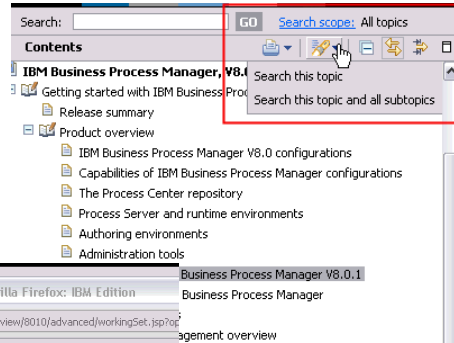 Search: GO Search scope: All topics
Contents
IBM Business Process Manager, V8.
Search this topic
Getting started with IBM Business Proc
Search this topic and all subtopics
Release summary
Product overview
IBM Business Process Manager V8.0 configurations
Capabilities of IBM Business Process Manager configurations
The Process Center repository
Process Server and runtime environments
Authoring environments
Administration tools
Business Process Manager V8.0.1
illa Firefox: IBM Edition
Business Process Manager
view/8010/advanced/workingSet.jsp?op
agement overview